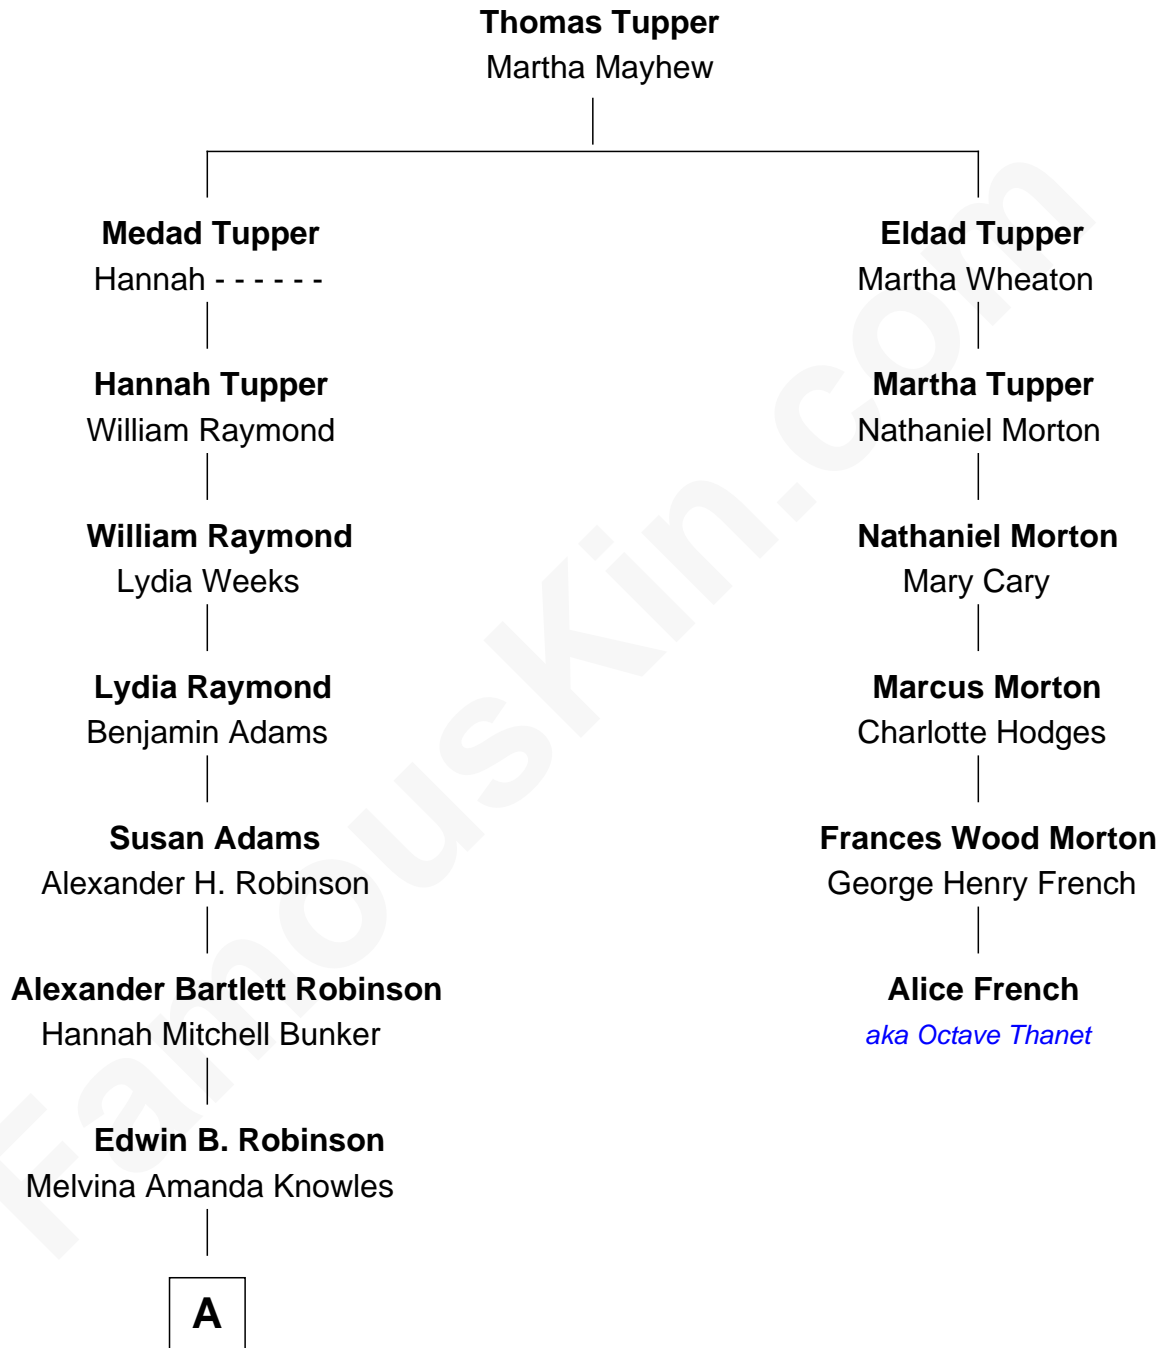 Thomas Tupper
Martha Mayhew
Medad Tupper
Hannah - - - - - -
Eldad Tupper
Martha Wheaton
Hannah Tupper
William Raymond
Martha Tupper
Nathaniel Morton
William Raymond
Lydia Weeks
Nathaniel Morton
Mary Cary
Lydia Raymond
Benjamin Adams
Marcus Morton
Charlotte Hodges
Susan Adams
Alexander H. Robinson
Frances Wood Morton
George Henry French
Alexander Bartlett Robinson
Hannah Mitchell Bunker
Alice French
aka Octave Thanet
Edwin B. Robinson
Melvina Amanda Knowles
A
FamousKin.com